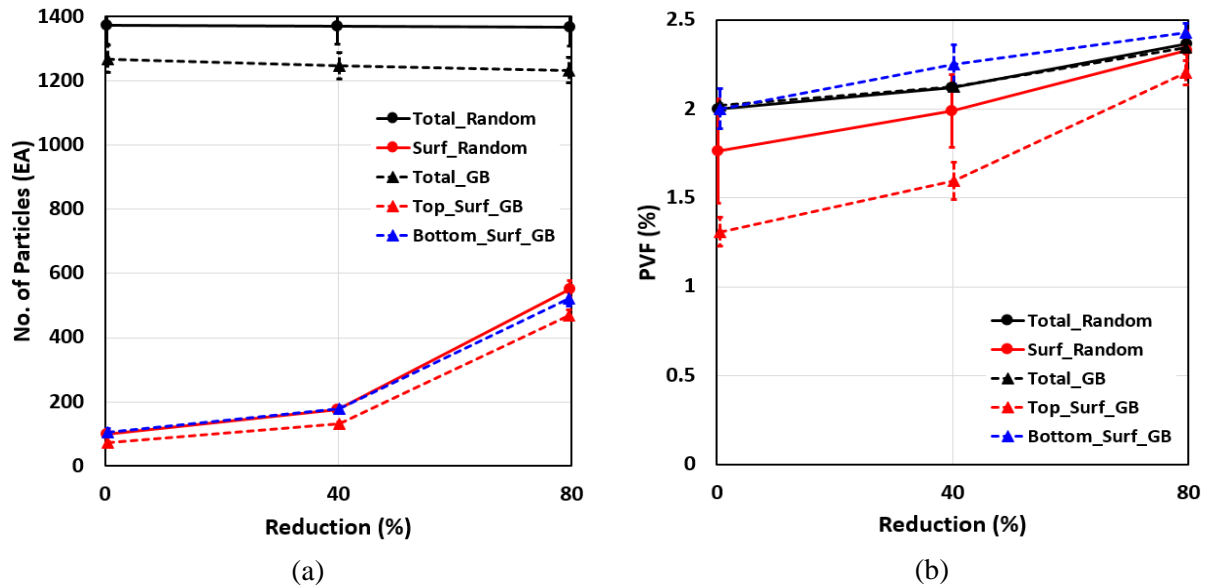 1400
1200
1000
800
600
400
200
0
No. of Particles (EA)
Total_Random
Surf_Random
Total_GB
Top_Surf_GB
Bottom_Surf_GB
0
40
80
Reduction (%)
(a)
2.5
2
1.5
1
0.5
0
PVF (%)
Total_Random
Surf_Random
Total_GB
Top_Surf_GB
Bottom_Surf_GB
0
40
80
Reduction (%)
(b)